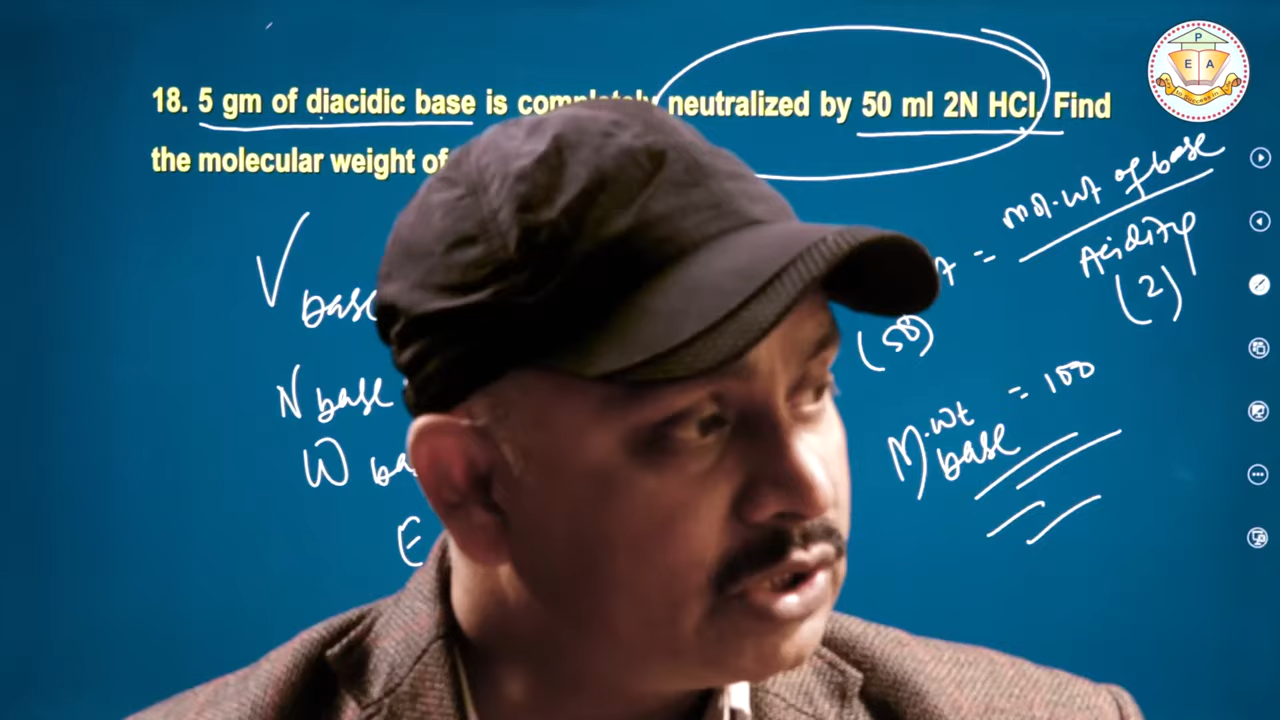 18. 5 gm of diacidic base is completely neutralized by 50 ml 2N HCl. Find
the molecular weight of
V base
N base
W ba
E
= mol.wt of base
Acidity
(2)
(50)
M.wt base = 100
P
E A